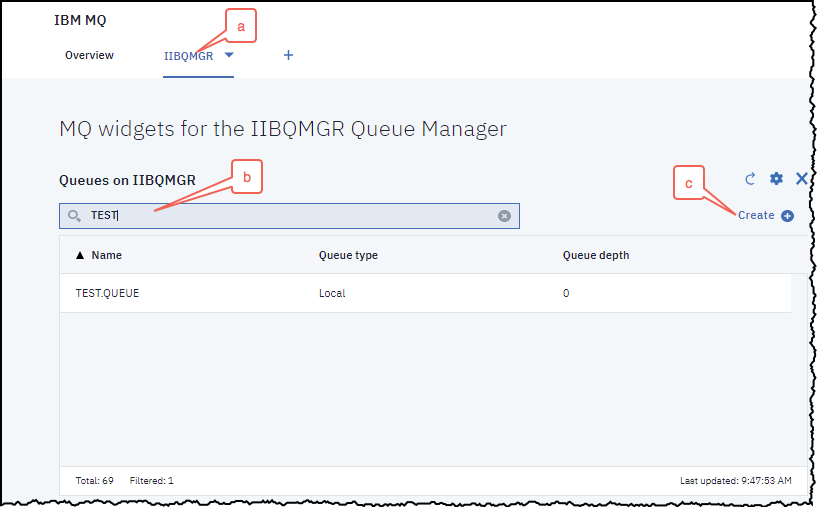 IBM MQ
a
Overview IIBQMGR +
MQ widgets for the IIBQMGR Queue Manager
Queues on IIBQMGR
b
c
TEST
Create
Name Queue type Queue depth
TEST.QUEUE Local 0
Total: 69 Filtered: 1 Last updated: 9:47:53 AM